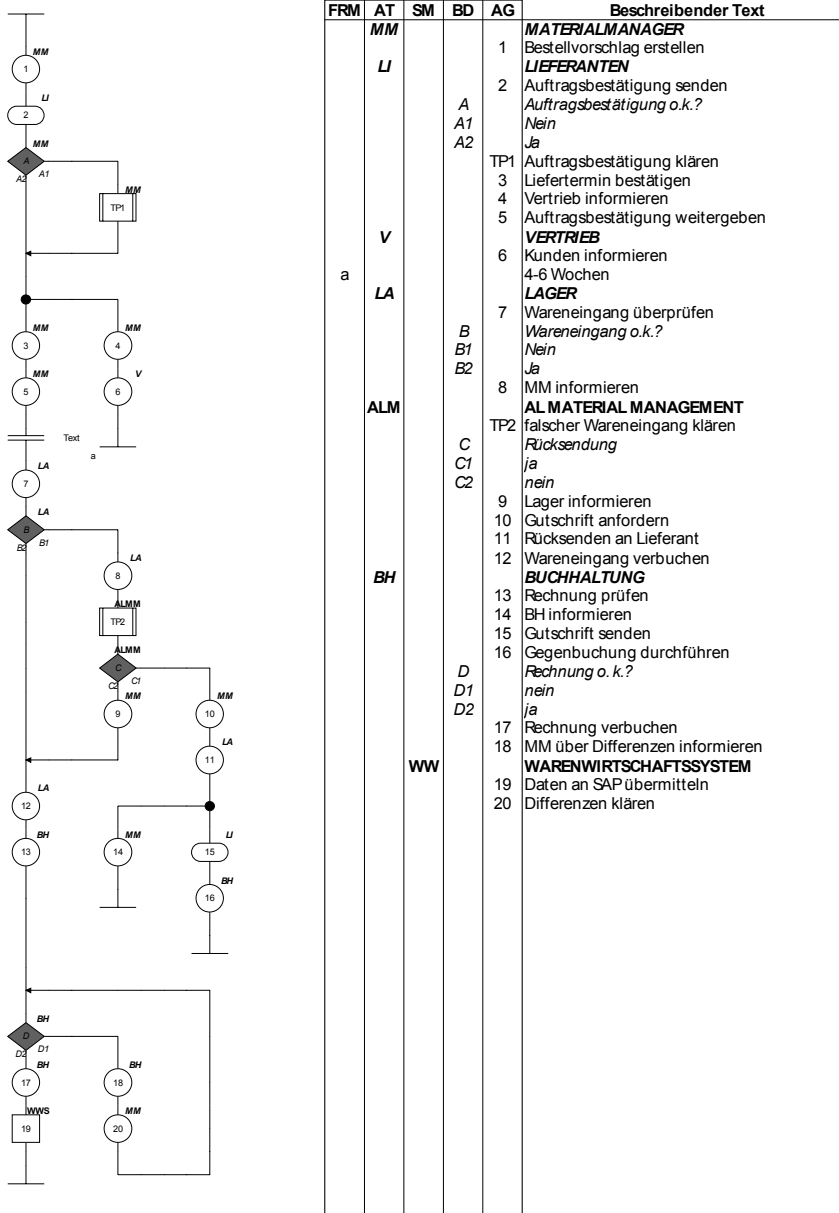 MM
1
LI
2
MM
A
A2 A1
MM
TP1
MM MM
3 4
MM V
5 6
Text
a
LA
7
LA
B
B2 B1
LA
8
ALMM
TP2
ALMM
C
C2 C1
MM MM
9 10
LA
11
LA
12
BH MM LI
13 14 15
BH
16
BH
D
D2 D1
BH BH
17 18
WWS MM
19 20
FRM AT SM BD AG Beschreibender Text
MM MATERIALMANAGER
1 Bestellvorschlag erstellen
LI LIEFERANTEN
2 Auftragsbestätigung senden
A Auftragsbestätigung o.k.?
A1 Nein
A2 Ja
TP1 Auftragsbestätigung klären
3 Liefertermin bestätigen
4 Vertrieb informieren
5 Auftragsbestätigung weitergeben
V VERTRIEB
6 Kunden informieren
a 4-6 Wochen
LA LAGER
7 Wareneingang überprüfen
B Wareneingang o.k.?
B1 Nein
B2 Ja
8 MM informieren
ALM AL MATERIAL MANAGEMENT
TP2 falscher Wareneingang klären
C Rücksendung
C1 ja
C2 nein
9 Lager informieren
10 Gutschrift anfordern
11 Rücksenden an Lieferant
12 Wareneingang verbuchen
BH BUCHHALTUNG
13 Rechnung prüfen
14 BH informieren
15 Gutschrift senden
16 Gegenbuchung durchführen
D Rechnung o. k.?
D1 nein
D2 ja
17 Rechnung verbuchen
18 MM über Differenzen informieren
WW WARENWIRTSCHAFTSSYSTEM
19 Daten an SAP übermitteln
20 Differenzen klären